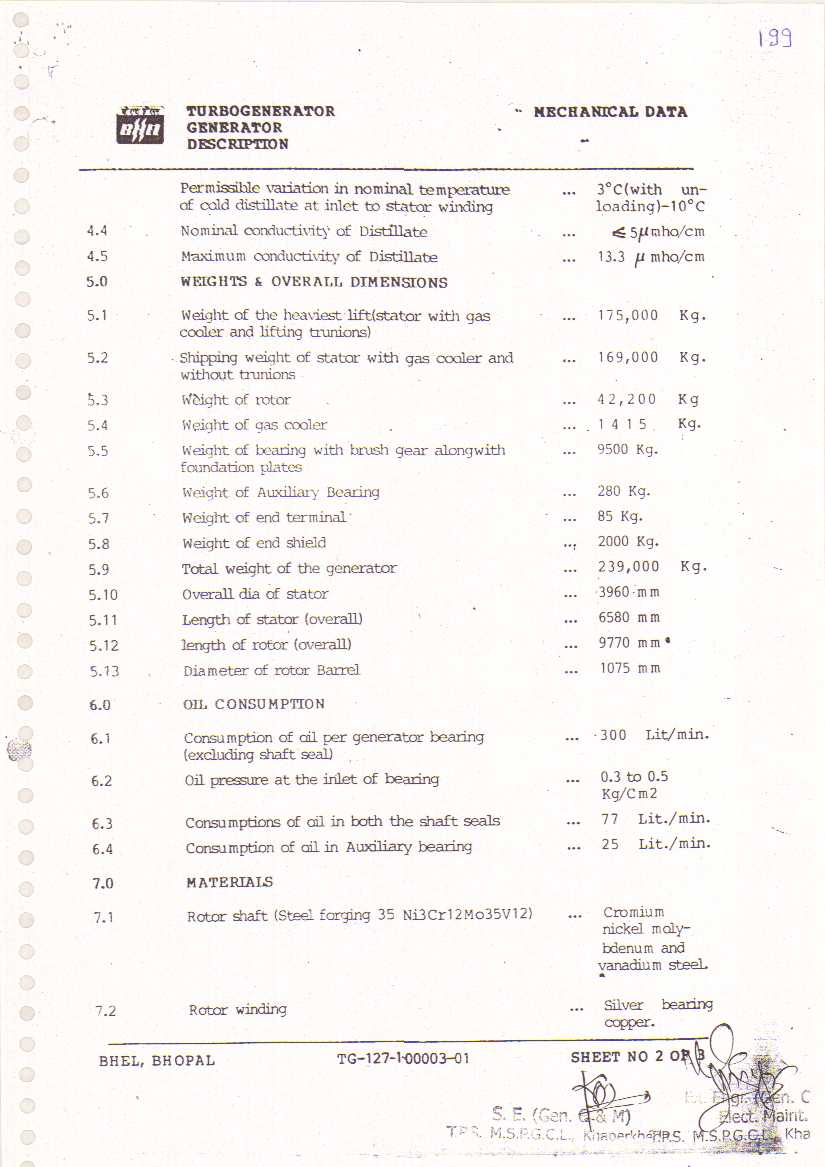 199
BHEL
TURBOGENERATOR MECHANICAL DATA
GENERATOR
DESCRIPTION
Permissible variation in nominal temperature ... 3°C(with un-
of cold distillate at inlet to stator winding loading)-10°C
4.4 Nominal conductivity of Distillate ... ≤ 5μmho/cm
4.5 Maximum conductivity of Distillate ... 13.3 μ mho/cm
5.0 WEIGHTS & OVERALL DIMENSIONS
5.1 Weight of the heaviest lift(stator with gas ... 175,000 Kg.
cooler and lifting trunions)
5.2 Shipping weight of stator with gas cooler and ... 169,000 Kg.
without trunions
5.3 Weight of rotor ... 42,200 Kg
5.4 Weight of gas cooler ... 1415 Kg.
5.5 Weight of bearing with brush gear alongwith ... 9500 Kg.
foundation plates
5.6 Weight of Auxiliary Bearing ... 280 Kg.
5.7 Weight of end terminal ... 85 Kg.
5.8 Weight of end shield ... 2000 Kg.
5.9 Total weight of the generator ... 239,000 Kg.
5.10 Overall dia of stator ... 3960 mm
5.11 Length of stator (overall) ... 6580 mm
5.12 length of rotor (overall) ... 9770 mm
5.13 Diameter of rotor Barrel ... 1075 mm
6.0 OIL CONSUMPTION
6.1 Consumption of oil per generator bearing ... 300 Lit/min.
(excluding shaft seal)
6.2 Oil pressure at the inlet of bearing ... 0.3 to 0.5
Kg/Cm2
6.3 Consumptions of oil in both the shaft seals ... 77 Lit./min.
6.4 Consumption of oil in Auxiliary bearing ... 25 Lit./min.
7.0 MATERIALS
7.1 Rotor shaft (Steel forging 35 Ni3Cr12Mo35V12) ... Cromium
nickel moly-
bdenum and
vanadium steel.
7.2 Rotor winding ... Silver bearing
copper.
BHEL, BHOPAL TG-127-100003-01 SHEET NO 2 OF 3
Engr. (Gen. C
S. E. (Gen. O & M) Elect. Maint.
T.P.S. M.S.P.G.C.L., Khaperkheda T.P.S. M.S.P.G.C.L., Kha